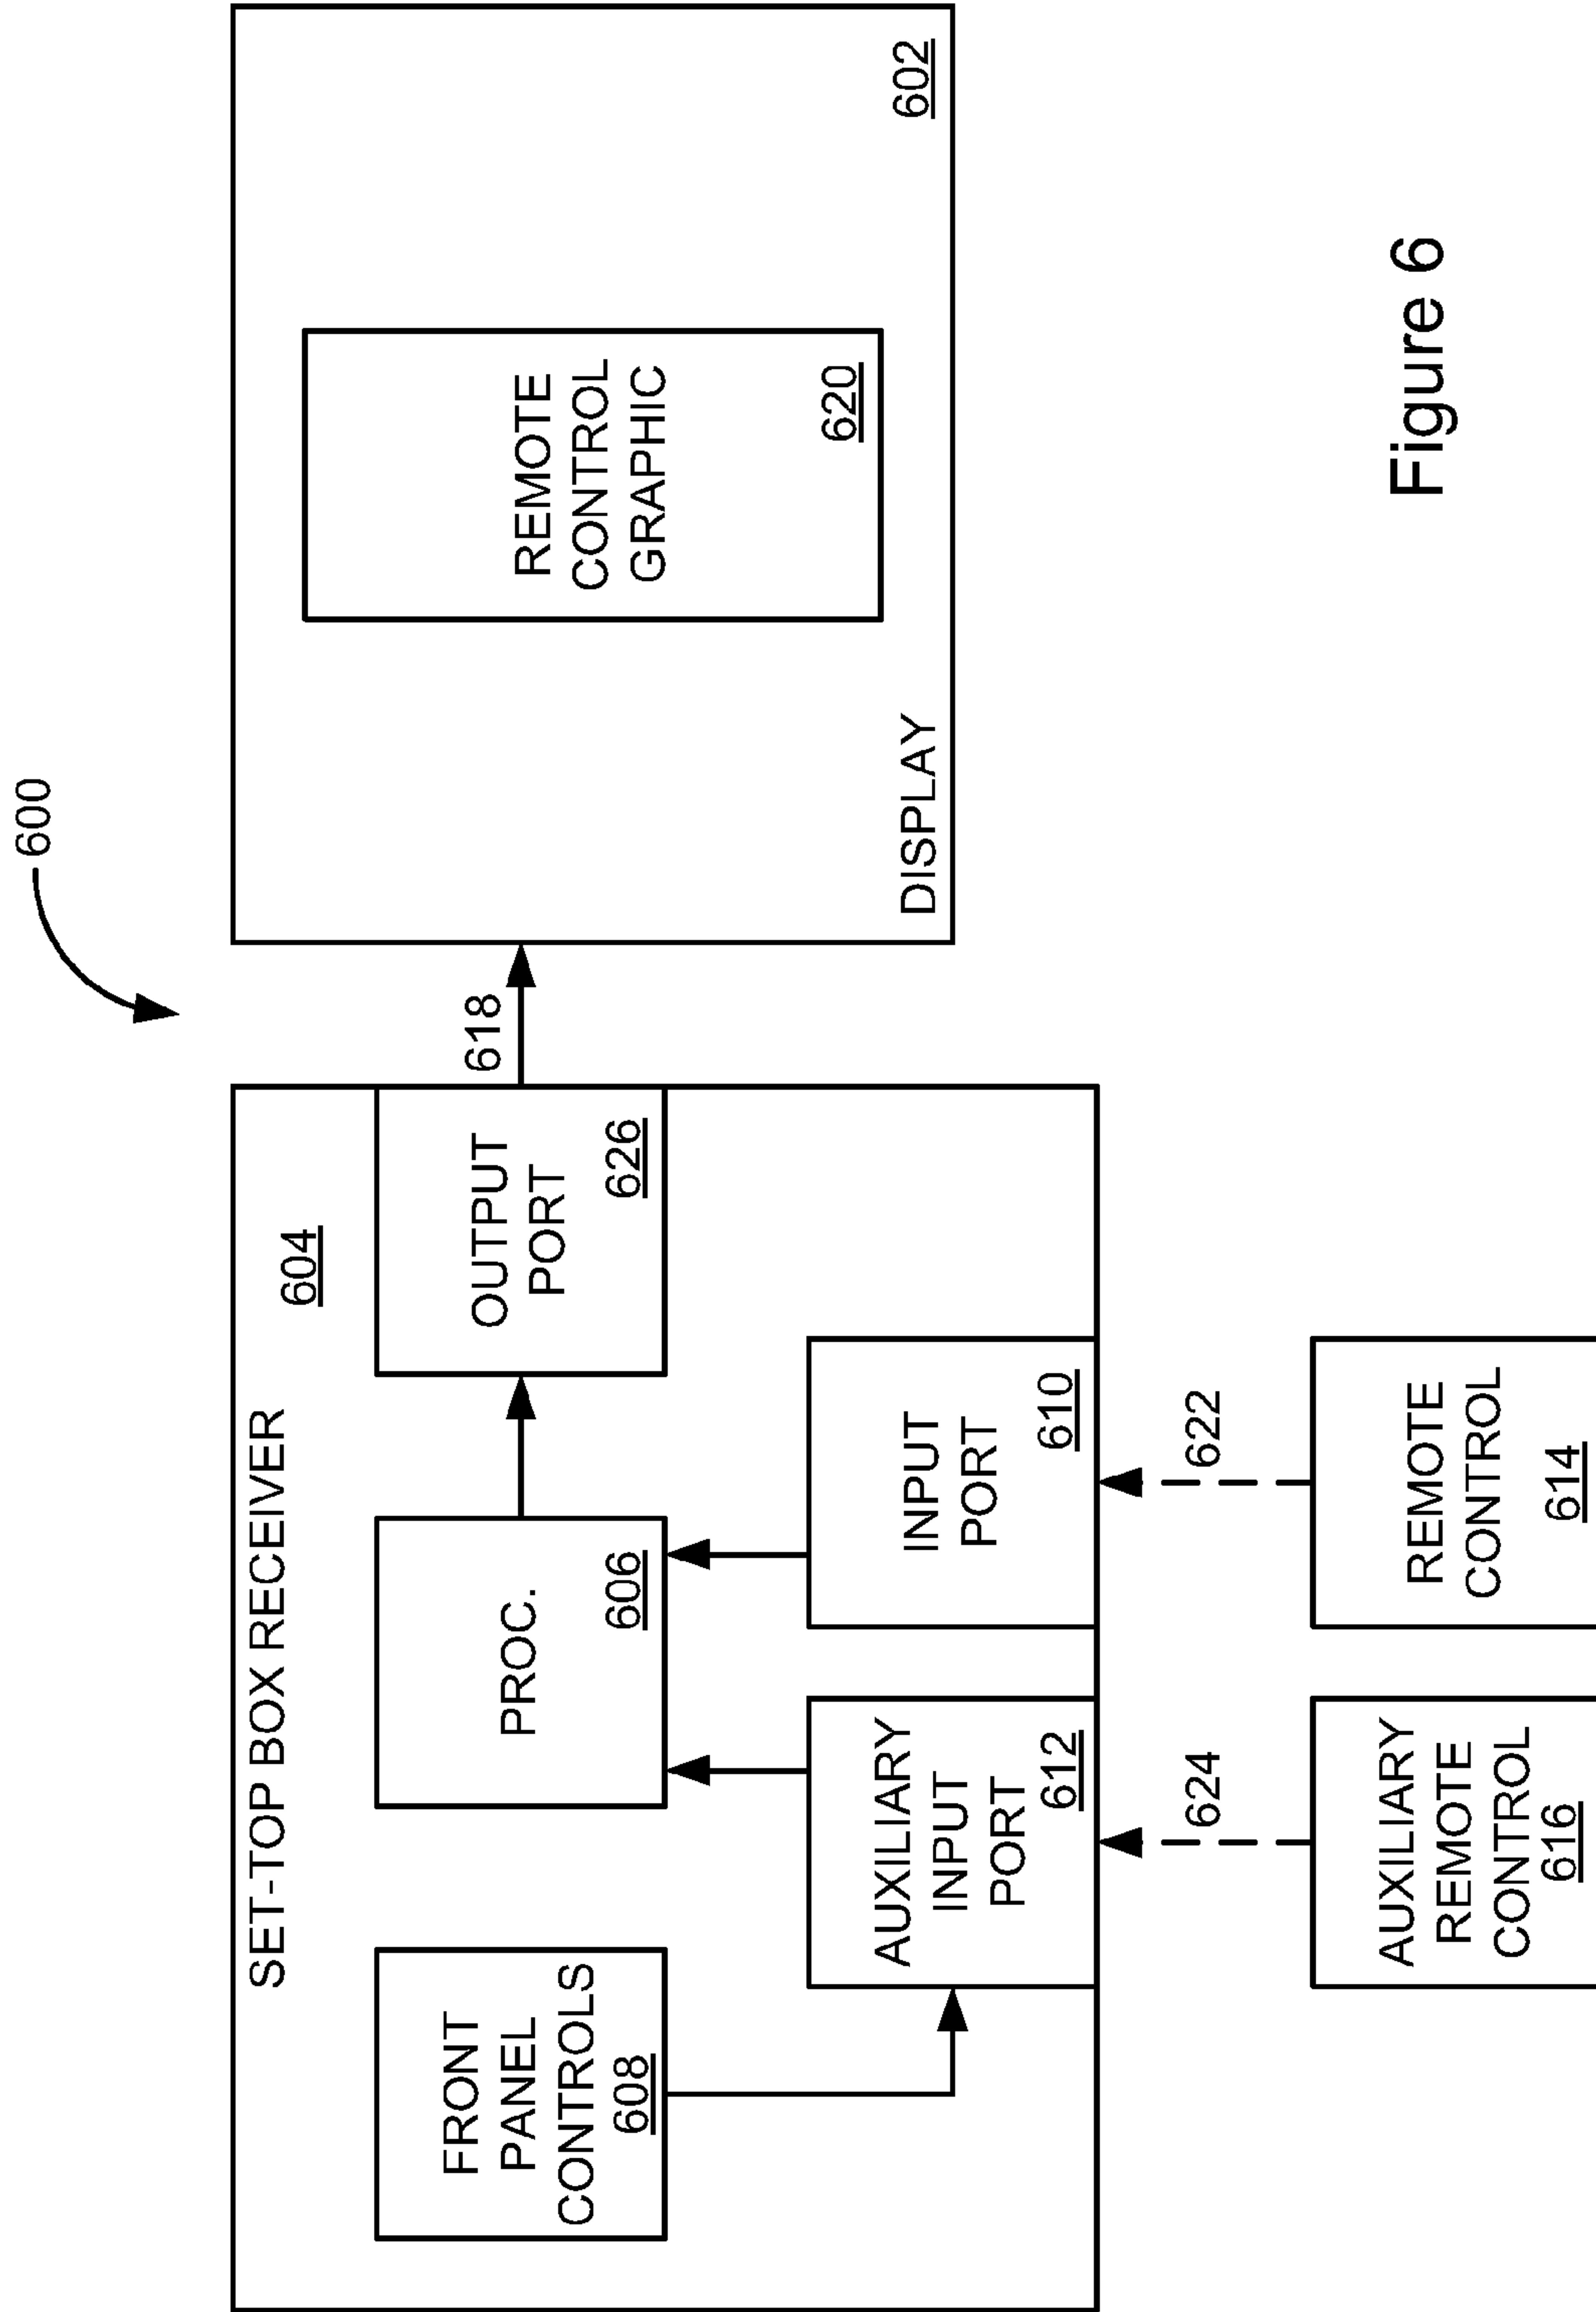 600
SET-TOP BOX RECEIVER
604
FRONT
PANEL
CONTROLS
608
PROC.
606
OUTPUT
PORT
626
618
AUXILIARY
INPUT
PORT
612
INPUT
PORT
610
624
622
AUXILIARY
REMOTE
CONTROL
616
REMOTE
CONTROL
614
REMOTE
CONTROL
GRAPHIC
620
DISPLAY
602
Figure 6